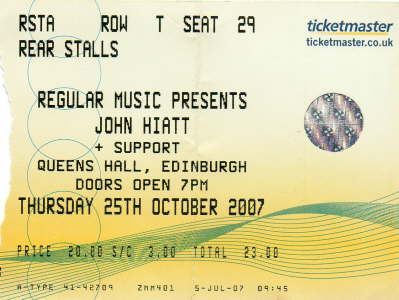 RSTA ROW T SEAT 29
REAR STALLS
ticketmaster
ticketmaster.co.uk
REGULAR MUSIC PRESENTS
JOHN HIATT
+ SUPPORT
QUEENS HALL, EDINBURGH
DOORS OPEN 7PM
THURSDAY 25TH OCTOBER 2007
PRICE 20.00 S/C 3.00 TOTAL 23.00
A-TYPE 41-42709 ZMM401 5-JUL-07 09:45